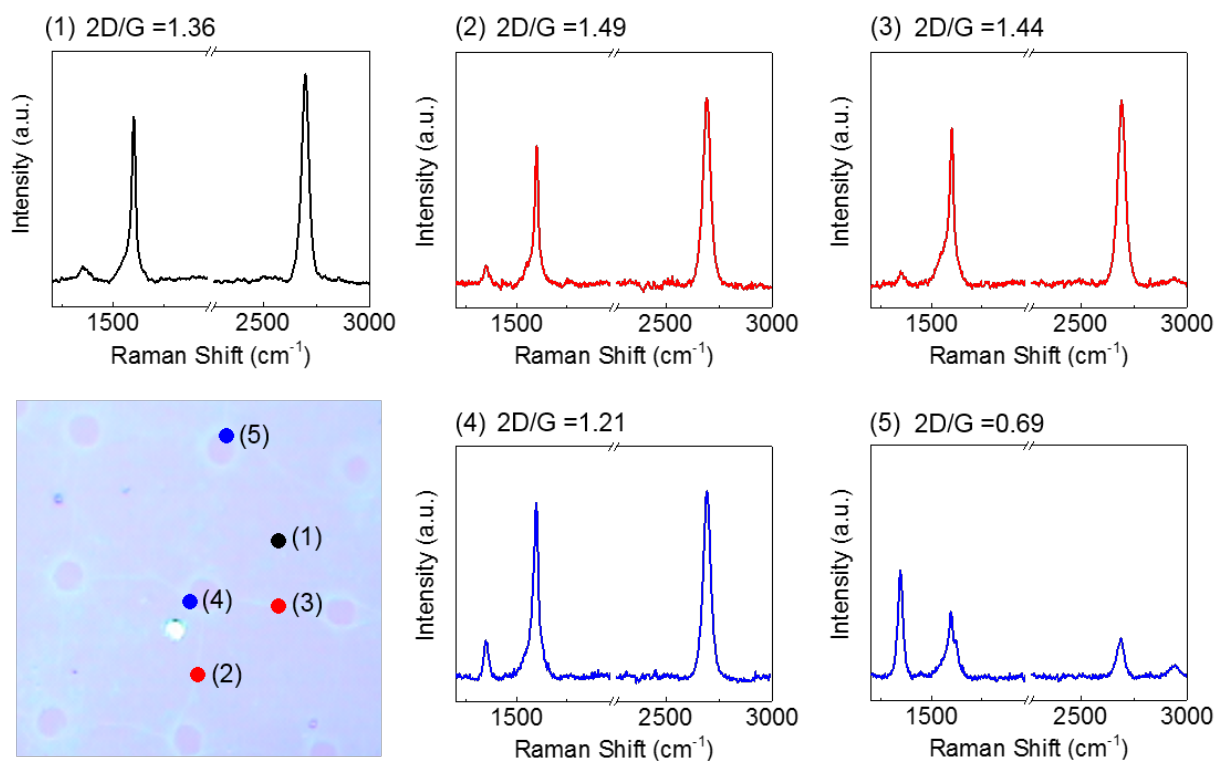 (1) 2D/G =1.36
Intensity (a.u.)
1500
2500
3000
Raman Shift (cm⁻¹)
(2) 2D/G =1.49
Intensity (a.u.)
1500
2500
3000
Raman Shift (cm⁻¹)
(3) 2D/G =1.44
Intensity (a.u.)
1500
2500
3000
Raman Shift (cm⁻¹)
(5)
(1)
(4)
(3)
(2)
(4) 2D/G =1.21
Intensity (a.u.)
1500
2500
3000
Raman Shift (cm⁻¹)
(5) 2D/G =0.69
Intensity (a.u.)
1500
2500
3000
Raman Shift (cm⁻¹)